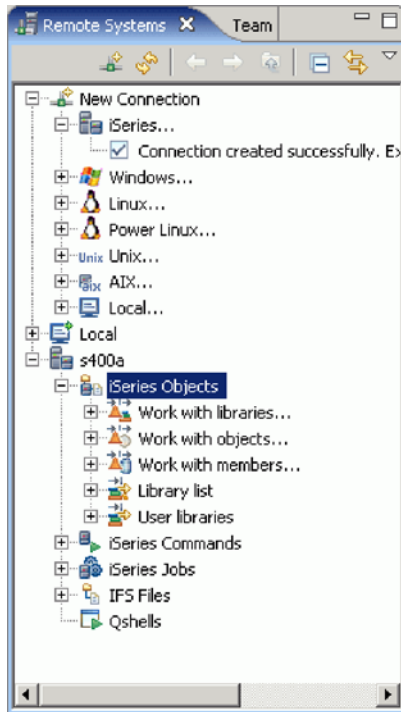 Remote Systems Team
New Connection
iSeries...
Connection created successfully. Ex
Windows...
Linux...
Power Linux...
Unix Unix...
AIX AIX...
Local...
Local
s400a
iSeries Objects
Work with libraries...
Work with objects...
Work with members...
Library list
User libraries
iSeries Commands
iSeries Jobs
IFS Files
Qshells